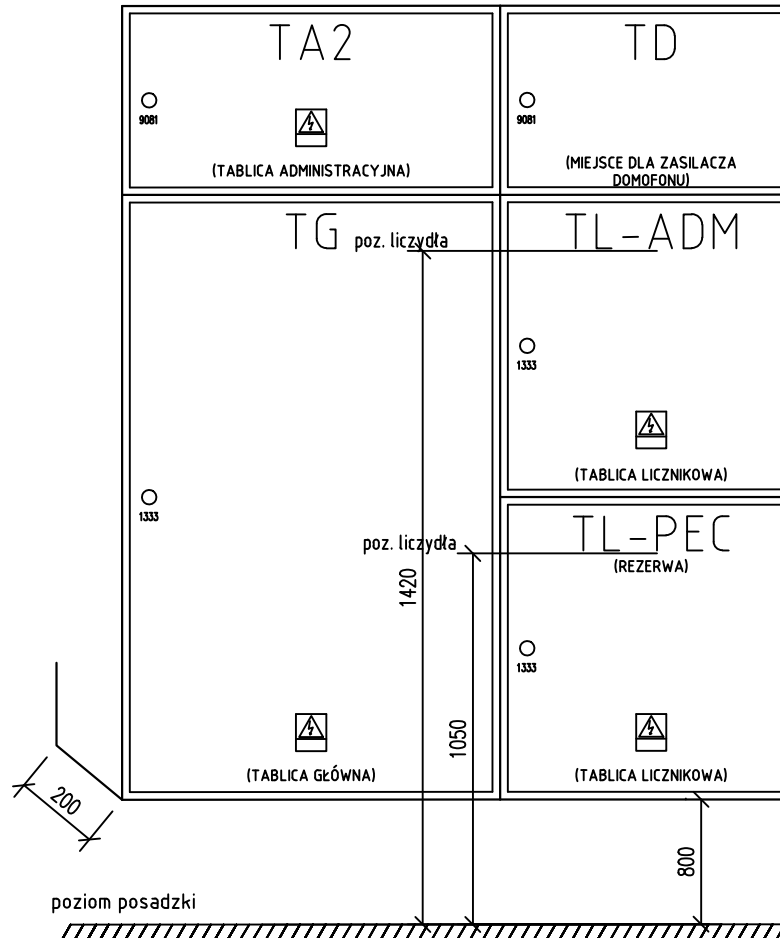 TA2
9081
(TABLICA ADMINISTRACYJNA)
TD
9081
(MIEJSCE DLA ZASILACZA
DOMOFONU)
TG
poz. liczydła
TL-ADM
1333
(TABLICA LICZNIKOWA)
1333
poz. liczydła
TL-PEC
(REZERWA)
1420
1333
1050
(TABLICA GŁÓWNA)
(TABLICA LICZNIKOWA)
200
800
poziom posadzki